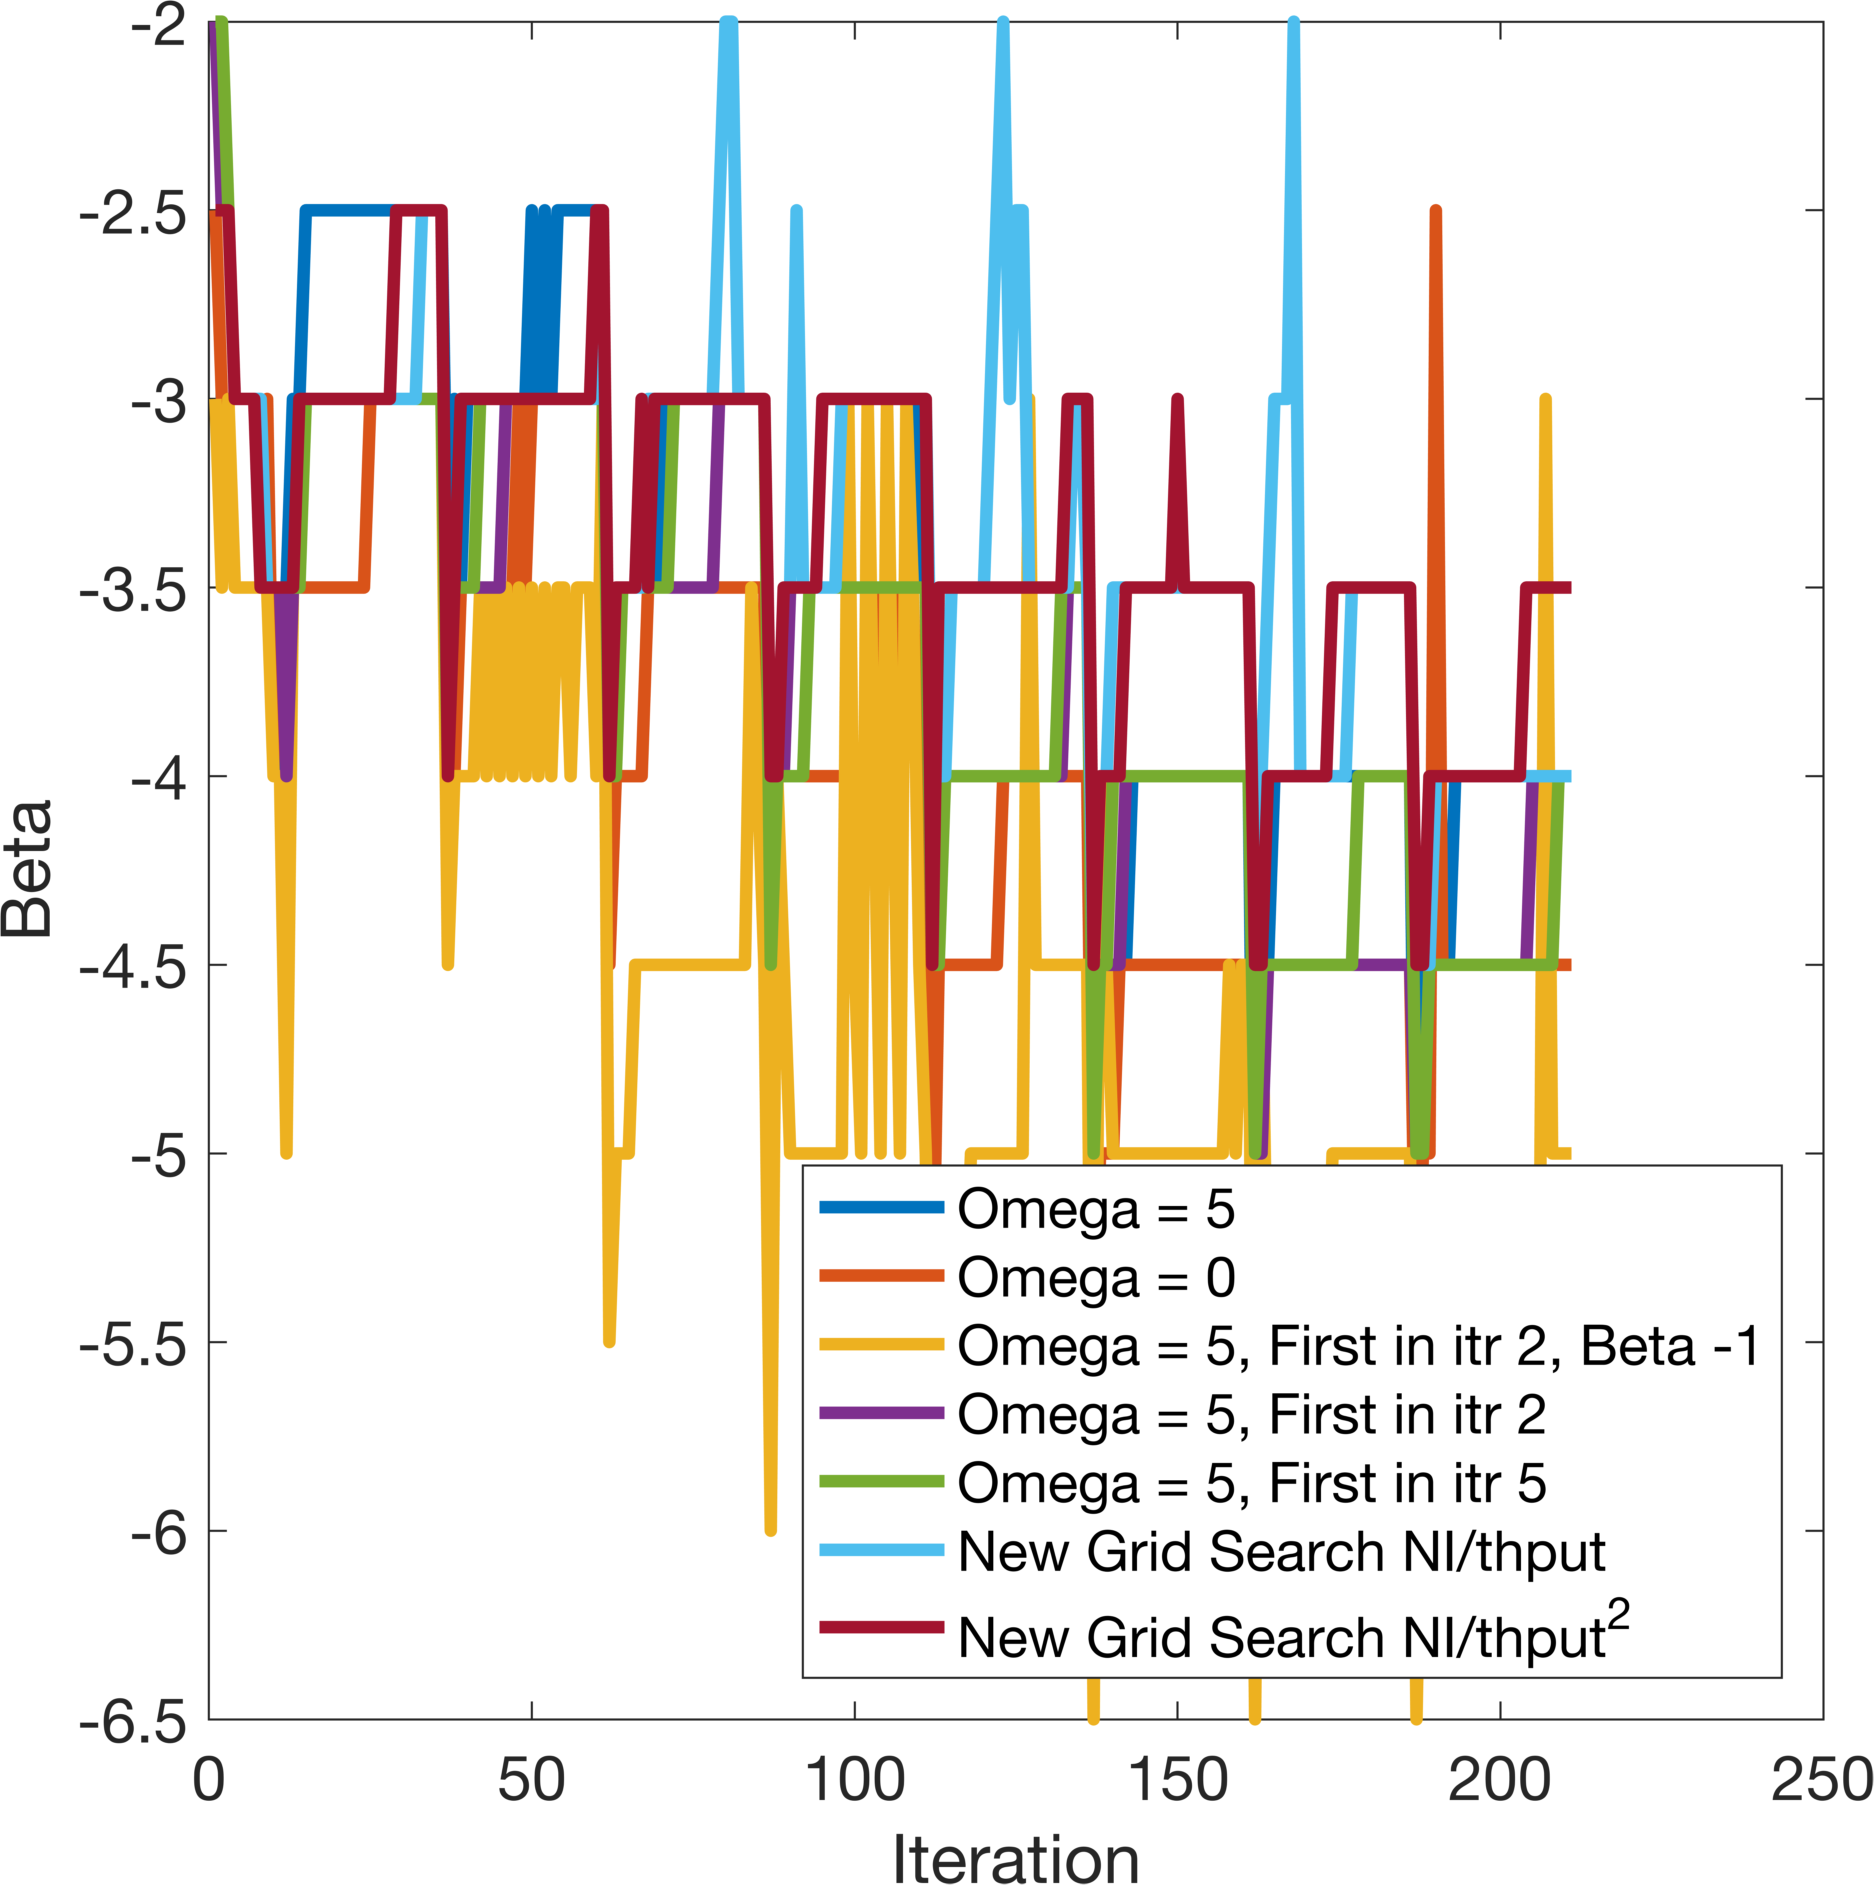 Beta
-2
-2.5
-3
-3.5
-4
-4.5
-5
-5.5
-6
-6.5
Omega = 5
Omega = 0
Omega = 5, First in itr 2, Beta -1
Omega = 5, First in itr 2
Omega = 5, First in itr 5
New Grid Search NI/thput
New Grid Search NI/thput²
0 50 100 150 200 250
Iteration